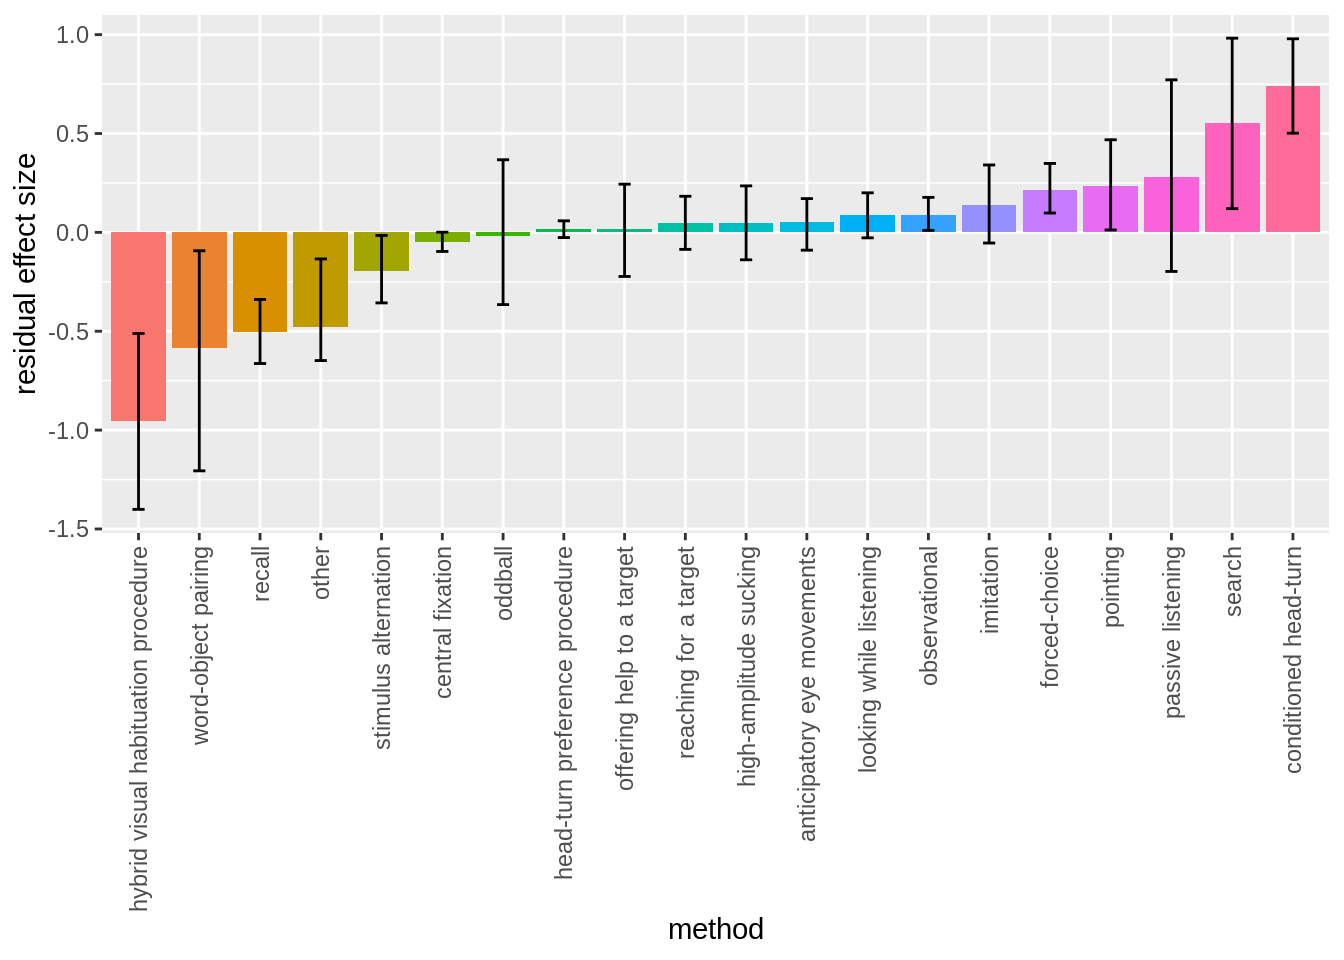 1.0
0.5
0.0
-0.5
-1.0
-1.5
residual effect size
hybrid visual habituation procedure
word-object pairing
recall
other
stimulus alternation
central fixation
oddball
head-turn preference procedure
offering help to a target
reaching for a target
high-amplitude sucking
anticipatory eye movements
looking while listening
observational
imitation
forced-choice
pointing
passive listening
search
conditioned head-turn
method